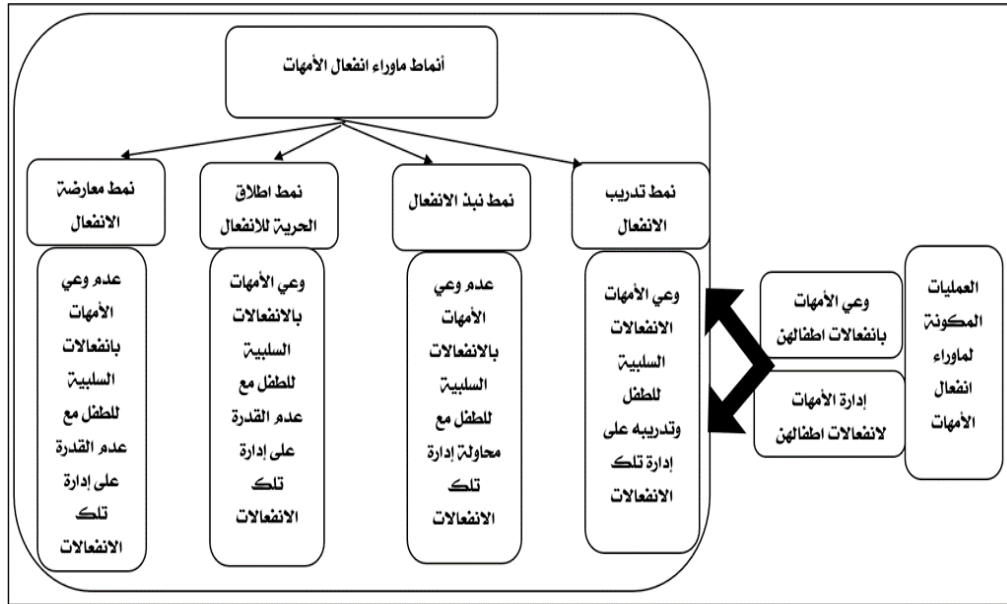 أنماط ماوراء انفعال الأمهات
نمط تدريب
الانفعال
نمط نبذ الانفعال
نمط اطلاق
الحرية للانفعال
نمط معارضة
الانفعال
وعي الأمهات
الانفعالات
السلبية
للطفل
وتدريبه على
إدارة تلك
الانفعالات
عدم وعي
الأمهات
بالانفعالات
السلبية
للطفل مع
محاولة إدارة
تلك
الانفعالات
وعي الأمهات
بالانفعالات
السلبية
للطفل مع
عدم القدرة
على إدارة
تلك
الانفعالات
عدم وعي
الأمهات
بانفعالات
السلبية
للطفل مع
عدم القدرة
على إدارة
تلك
الانفعالات
العمليات
المكونة
لماوراء
انفعال
الأمهات
وعي الأمهات
بانفعالات اطفالهن
إدارة الأمهات
لانفعالات اطفالهن